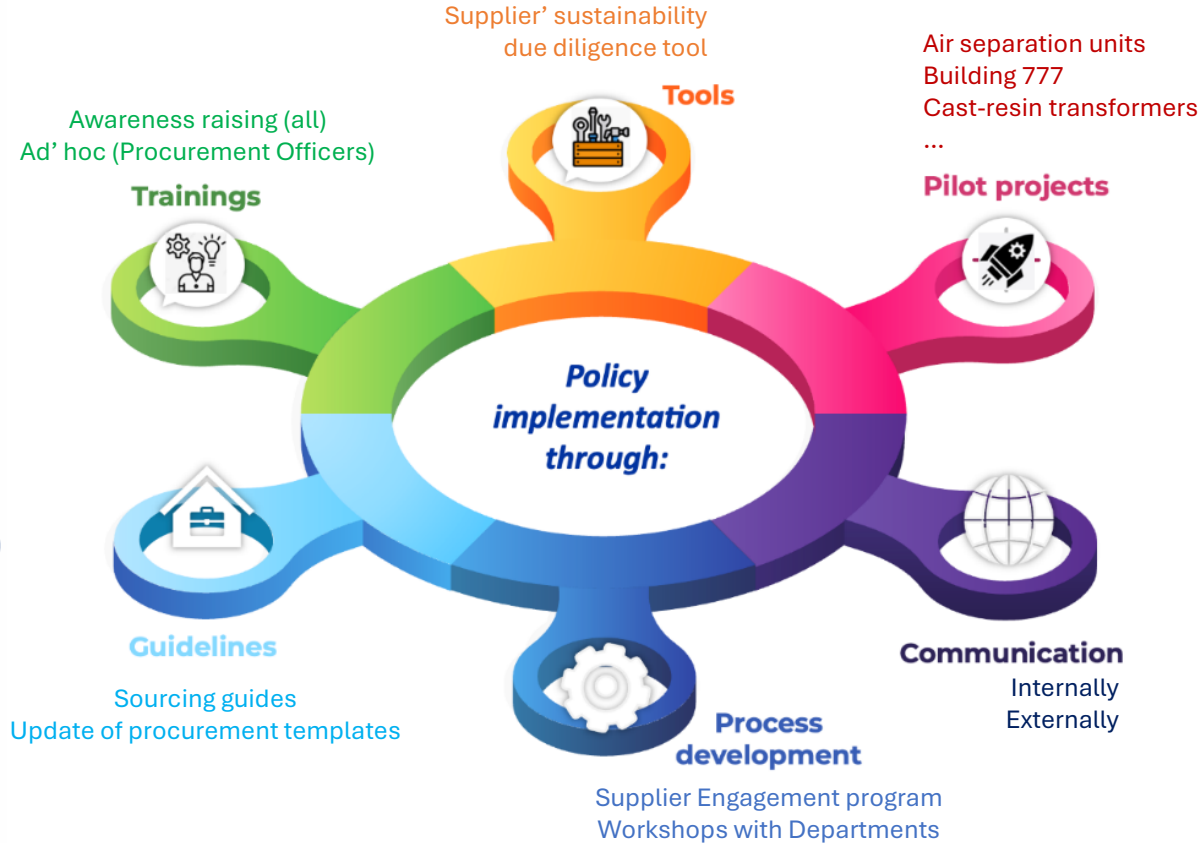 Supplier’ sustainability
due diligence tool
Tools
Air separation units
Building 777
Cast-resin transformers
...
Pilot projects
Awareness raising (all)
Ad’ hoc (Procurement Officers)
Trainings
Policy
implementation
through:
Guidelines
Sourcing guides
Update of procurement templates
Communication
Internally
Externally
Process
development
Supplier Engagement program
Workshops with Departments